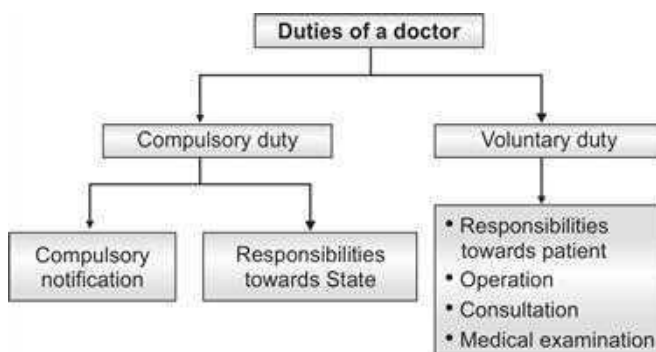 Duties of a doctor
Compulsory duty
Voluntary duty
Compulsory
notification
Responsibilities
towards State
• Responsibilities
towards patient
• Operation
• Consultation
• Medical examination